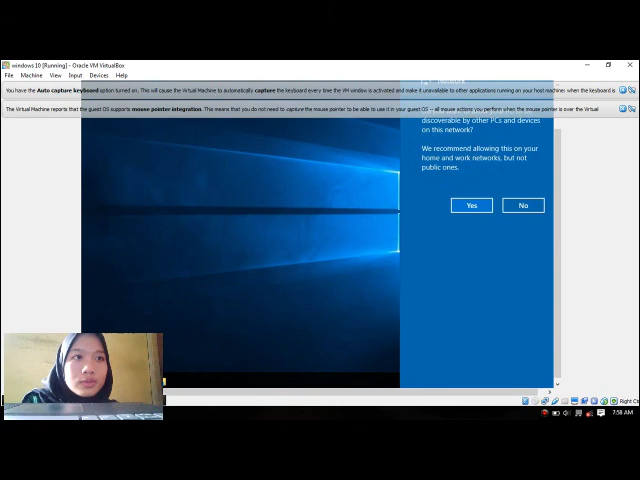 windows 10 [Running] - Oracle VM VirtualBox
File Machine View Input Devices Help
You have the Auto capture keyboard option turned on. This will cause the Virtual Machine to automatically capture the keyboard every time the VM window is activated and make it unavailable to other applications running on your host machine: when the keyboard is
The Virtual Machine reports that the guest OS supports mouse pointer integration. This means that you do not need to capture the mouse pointer to be able to use it in your guest OS -- all mouse actions you perform when the mouse pointer is over the Virtual
discoverable by other PCs and devices
on this network?
We recommend allowing this on your
home and work networks, but not
public ones.
Yes No
Right
7:58 AM